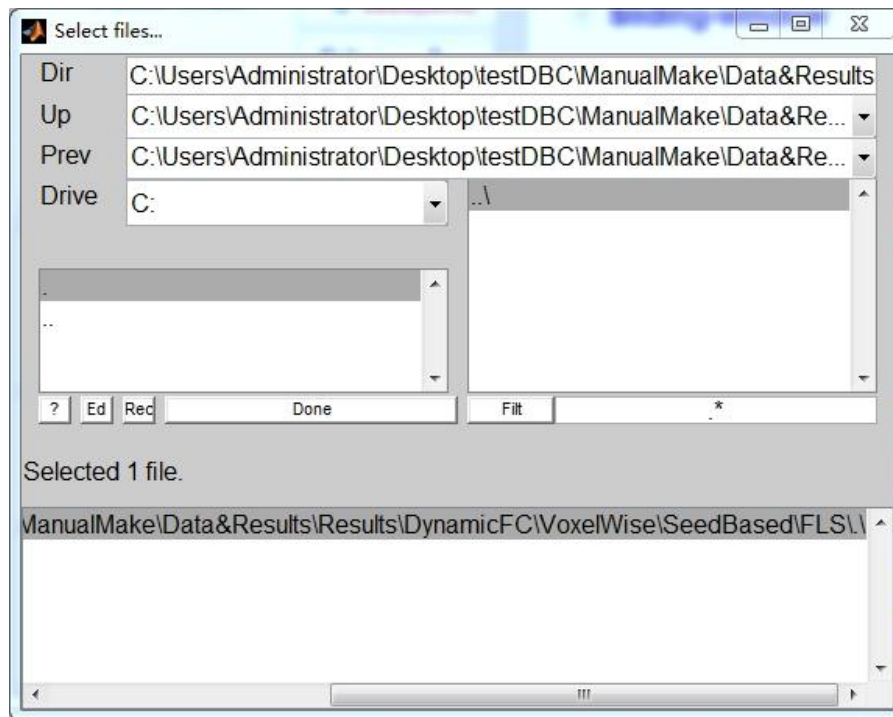 Select files...
Dir C:\Users\Administrator\Desktop\testDBC\ManualMake\Data&Results
Up C:\Users\Administrator\Desktop\testDBC\ManualMake\Data&Re...
Prev C:\Users\Administrator\Desktop\testDBC\ManualMake\Data&Re...
Drive C:
..\
.
..
? Ed Rec Done Filt .*
Selected 1 file.
ManualMake\Data&Results\Results\DynamicFC\VoxelWise\SeedBased\FLS\.\